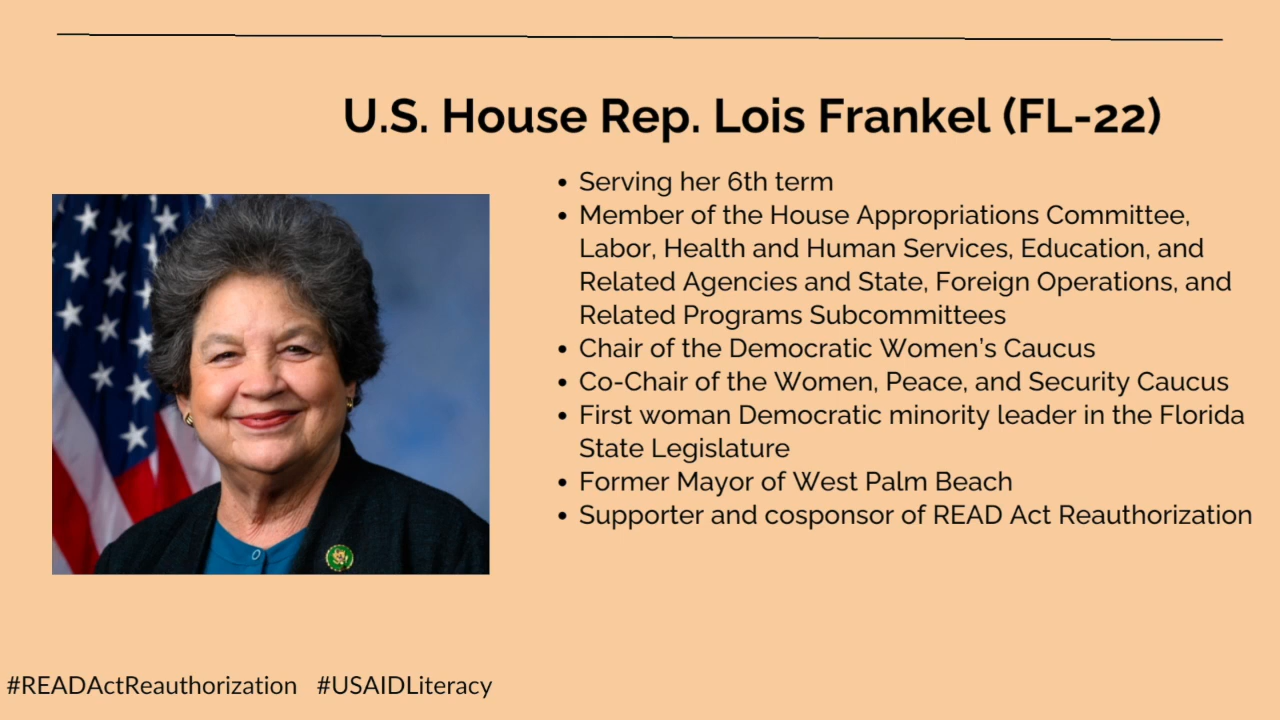 U.S. House Rep. Lois Frankel (FL-22)
• Serving her 6th term
• Member of the House Appropriations Committee,
Labor, Health and Human Services, Education, and
Related Agencies and State, Foreign Operations, and
Related Programs Subcommittees
• Chair of the Democratic Women's Caucus
• Co-Chair of the Women, Peace, and Security Caucus
• First woman Democratic minority leader in the Florida
State Legislature
• Former Mayor of West Palm Beach
• Supporter and cosponsor of READ Act Reauthorization
#READActReauthorization #USAIDLiteracy